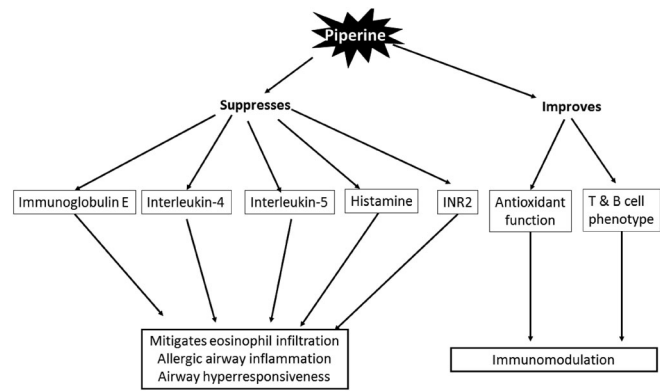 Piperine
Suppresses
Improves
Immunoglobulin E
Interleukin-4
Interleukin-5
Histamine
INR2
Antioxidant
function
T & B cell
phenotype
Mitigates eosinophil infiltration
Allergic airway inflammation
Airway hyperresponsiveness
Immunomodulation